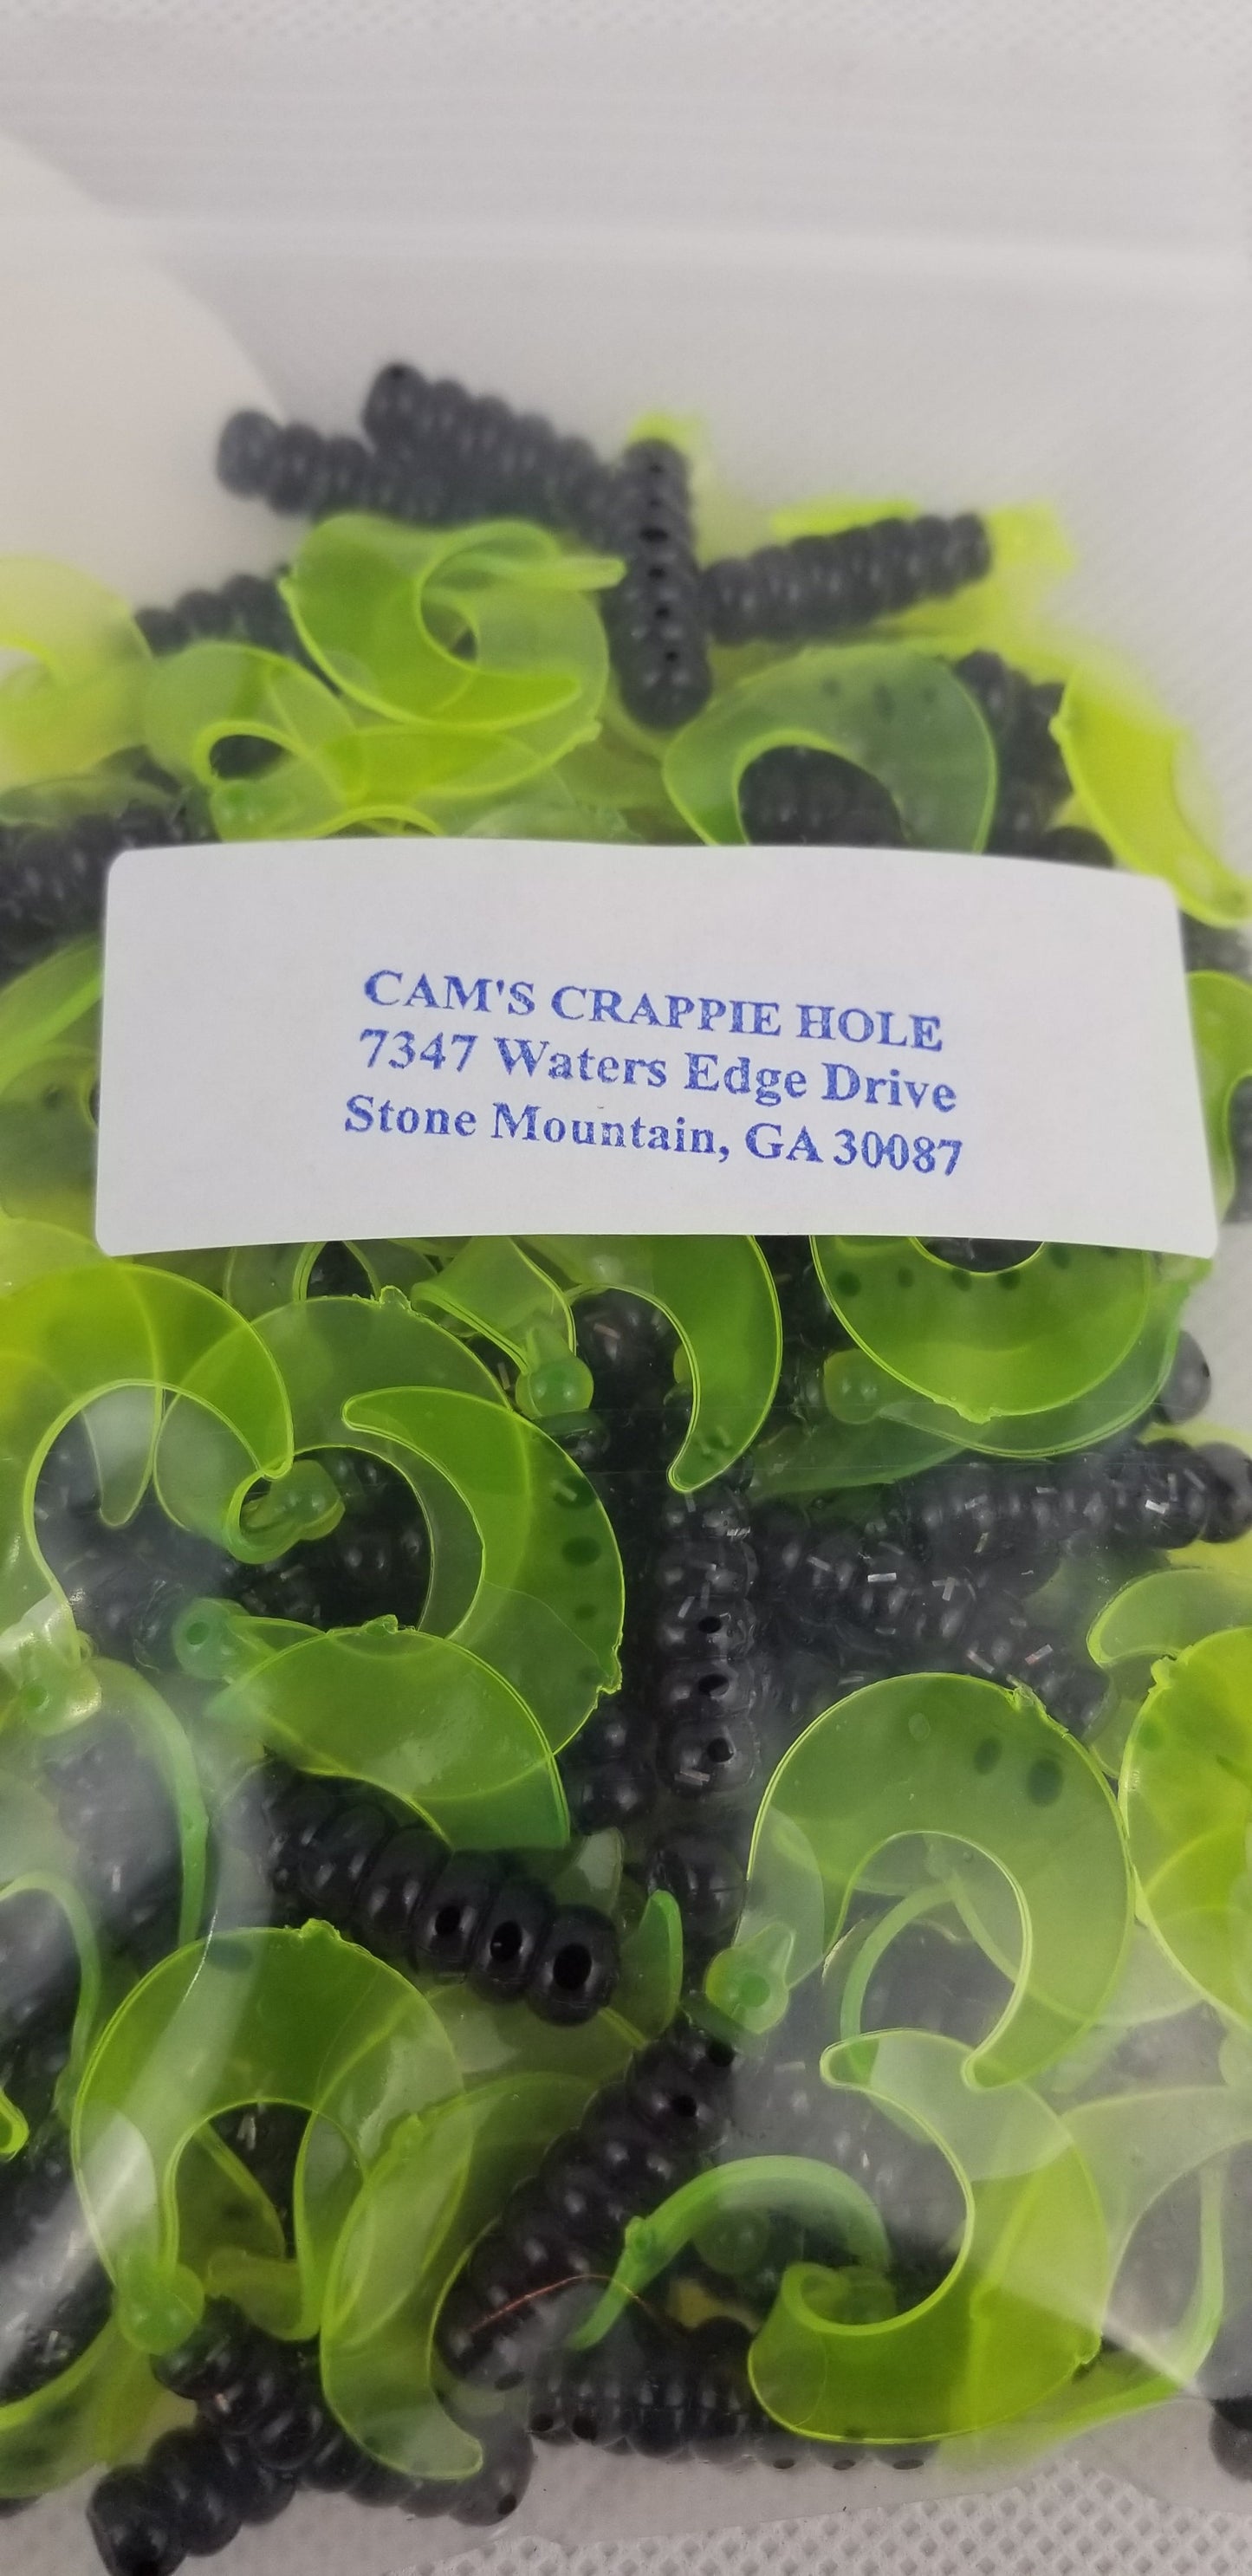 CAM'S CRAPPIE HOLE
7347 Waters Edge Drive
Stone Mountain, GA 30087